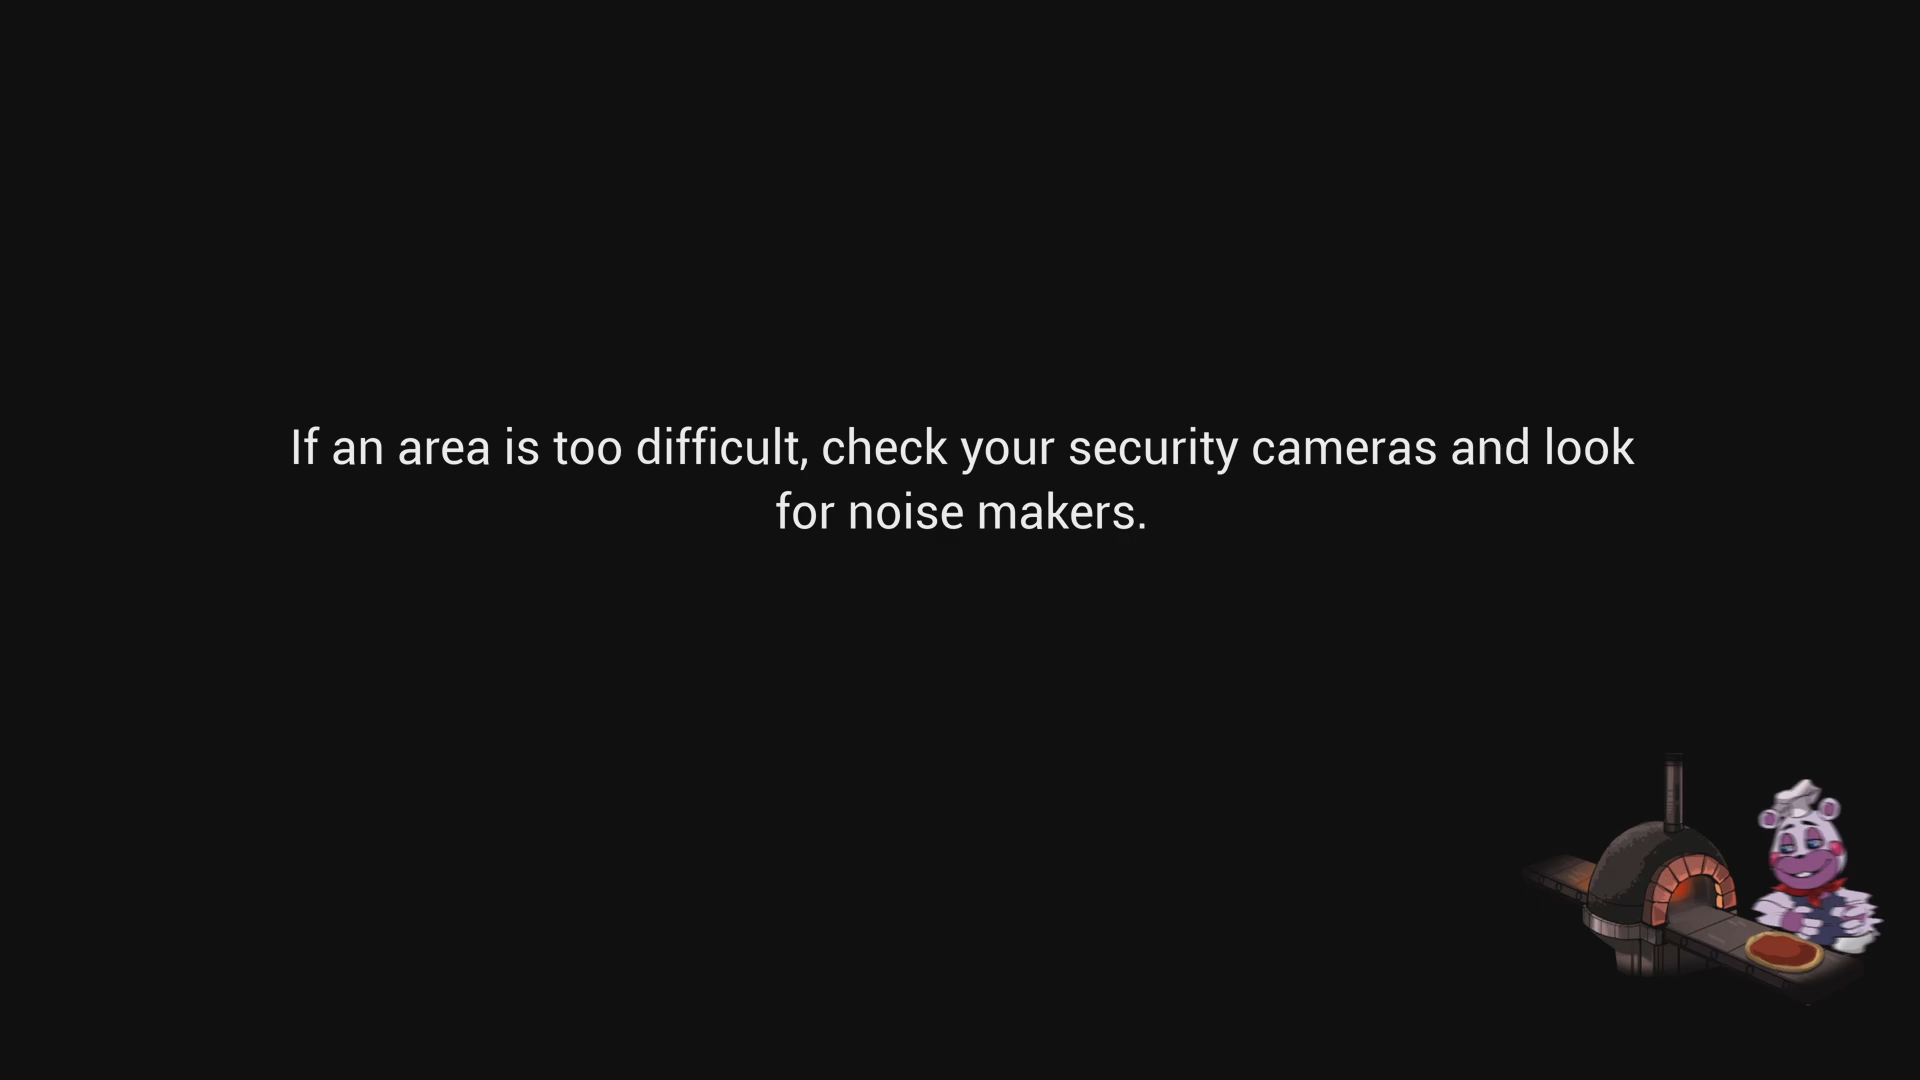 If an area is too difficult, check your security cameras and look
for noise makers.